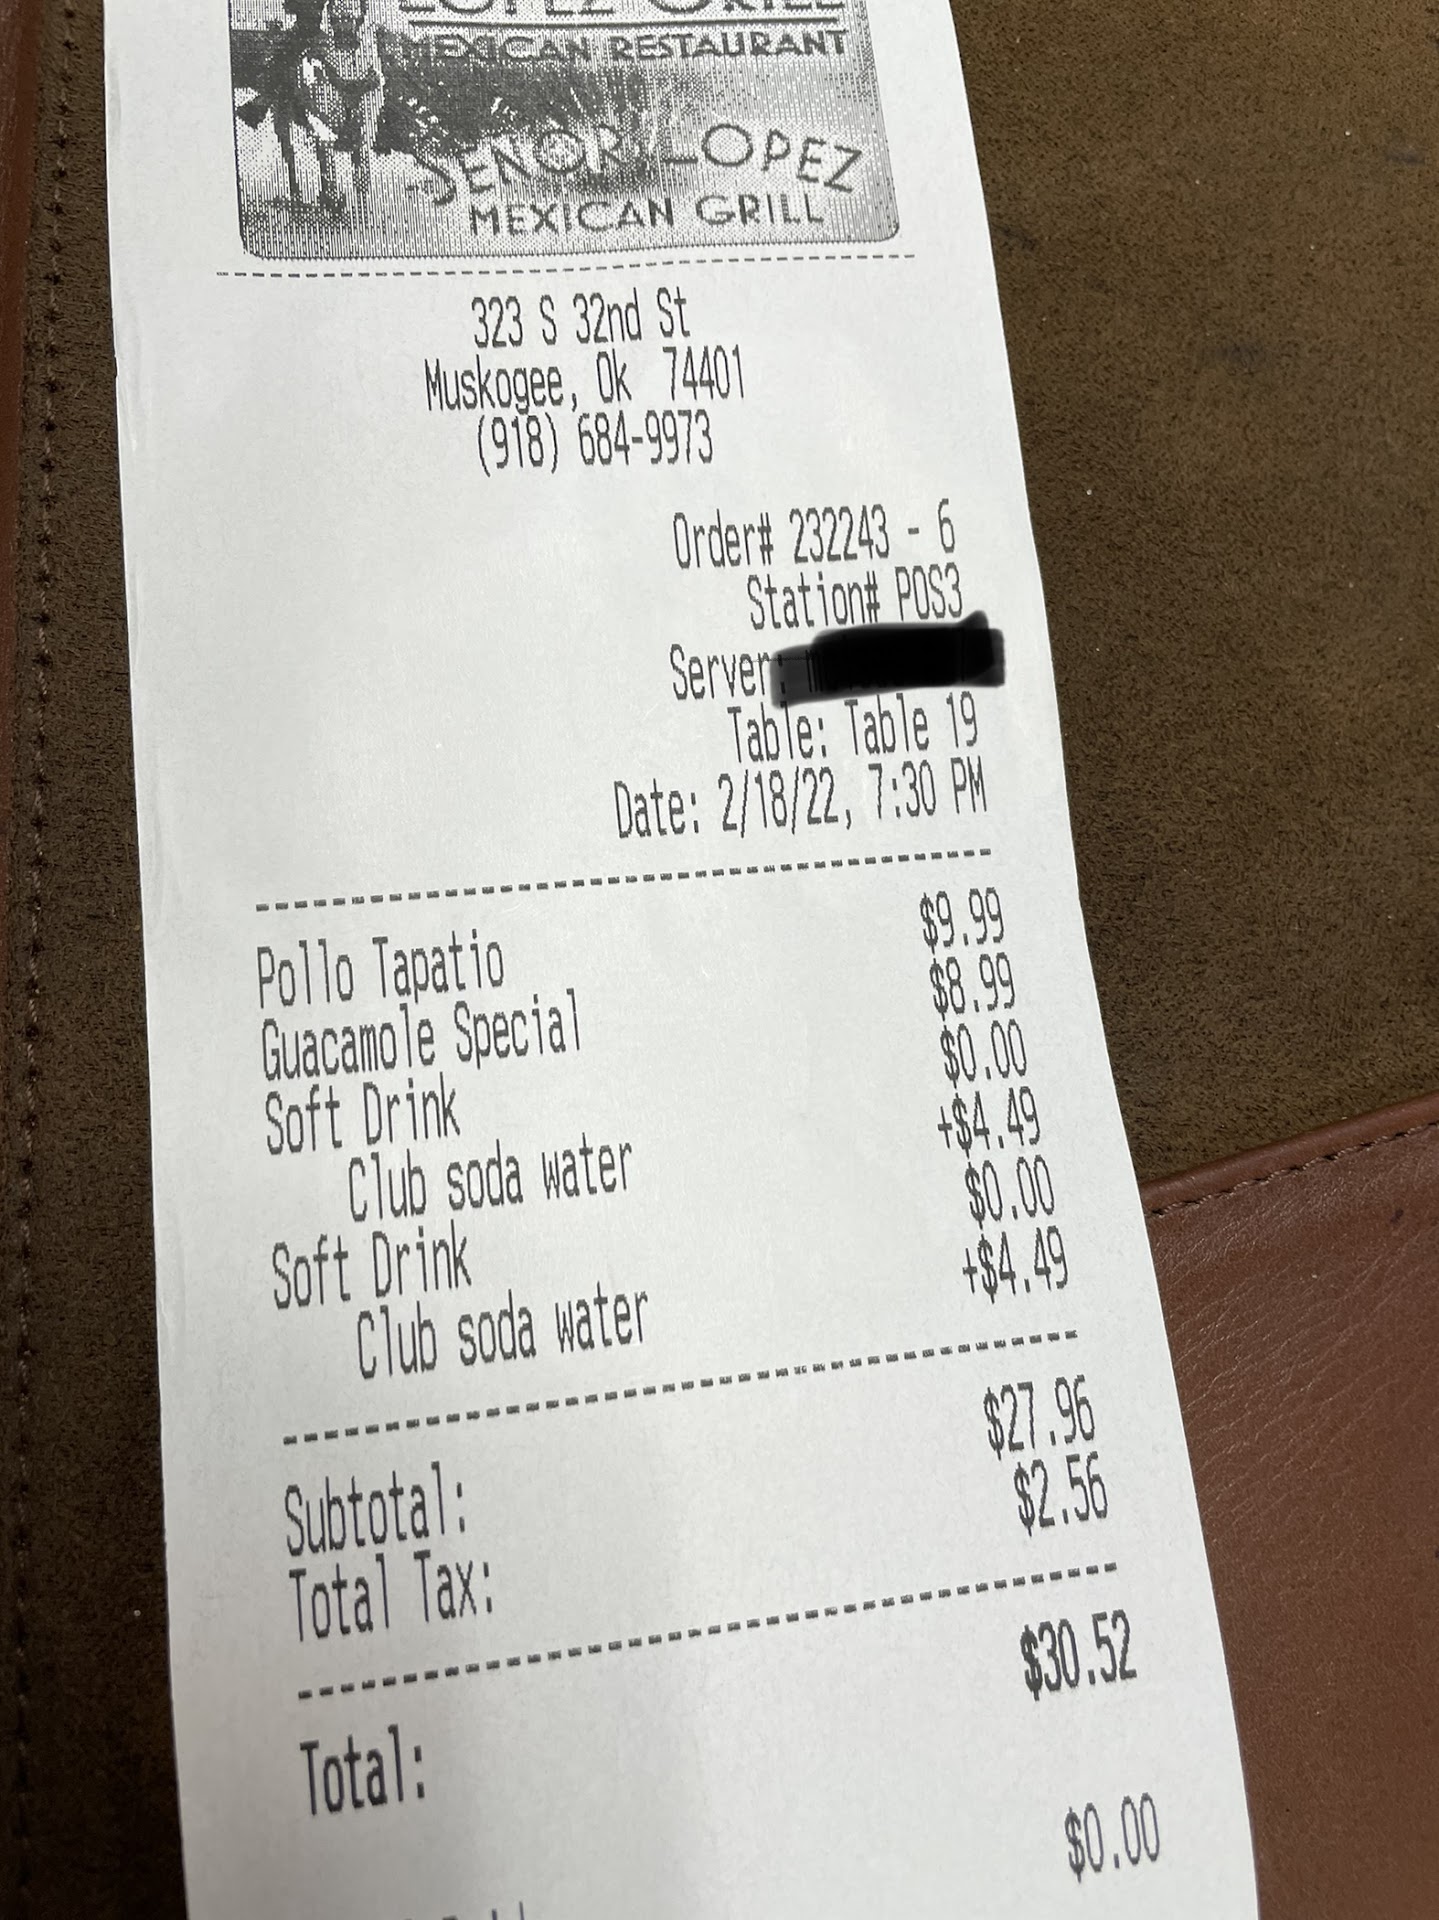 LOPEZ GRILL
MEXICAN RESTAURANT
SENOR LOPEZ
MEXICAN GRILL
323 S 32nd St
Muskogee, Ok 74401
(918) 684-9973
Order# 232243 - 6
Station# POS3
Server:
Table: Table 19
Date: 2/18/22, 7:30 PM
Pollo Tapatio $9.99
Guacamole Special $8.99
Soft Drink $0.00
Club soda water +$4.49
Soft Drink $0.00
Club soda water +$4.49
Subtotal: $27.96
Total Tax: $2.56
Total: $30.52
$0.00